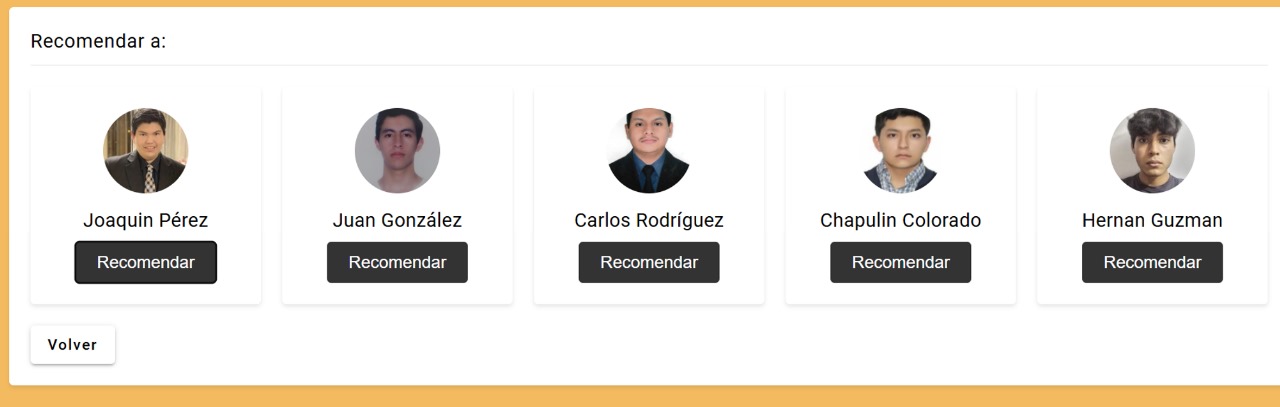 Recomendar a:
Joaquin Pérez
Juan González
Carlos Rodríguez
Chapulin Colorado
Hernan Guzman
Recomendar
Recomendar
Recomendar
Recomendar
Recomendar
Volver